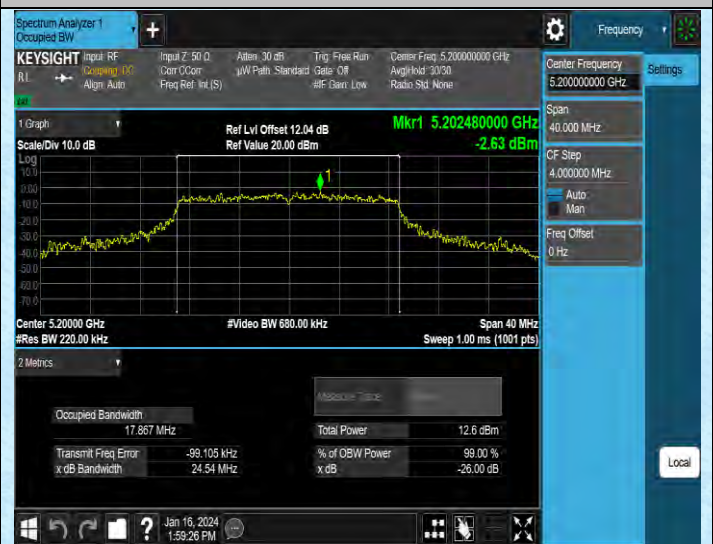 Spectrum Analyzer 1
Occupied BW
Frequency
KEYSIGHT Input: RF Input Z: 50 Ω Atten: 30 dB Trig: Free Run Center Freq: 5.200000000 GHz
RL Coupling: DC Corr CCorr µW Path: Standard Gate: Off Avg|Hold: 30/30
Align: Auto Freq Ref: Int (S) #IF Gain: Low Radio Std: None
1 Graph
Ref Lvl Offset 12.04 dB Mkr1 5.202480000 GHz
Scale/Div 10.0 dB Ref Value 20.00 dBm -2.63 dBm
Log
10.0
0.00
-10.0
-20.0
-30.0
-40.0
-50.0
-60.0
-70.0
1
Center 5.20000 GHz #Video BW 680.00 kHz Span 40 MHz
#Res BW 220.00 kHz Sweep 1.00 ms (1001 pts)
2 Metrics
Measure Trace
Occupied Bandwidth
17.867 MHz Total Power 12.6 dBm
Transmit Freq Error -99.105 kHz % of OBW Power 99.00 %
x dB Bandwidth 24.54 MHz x dB -26.00 dB
Center Frequency
5.200000000 GHz
Settings
Span
40.000 MHz
CF Step
4.000000 MHz
Auto
Man
Freq Offset
0 Hz
Local
? Jan 16, 2024
1:59:26 PM